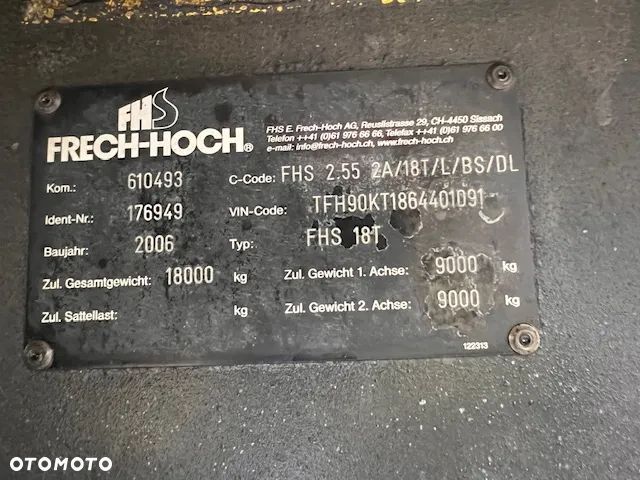 FHS
FRECH-HOCH®
FHS E. Frech-Hoch AG, Reuslistrasse 29, CH-4450 Sissach
Telefon ++41 (0)61 976 66 66, Telefax ++41 (0)61 976 66 00
e-mail: info@frech-hoch.ch, www.frech-hoch.ch
Kom.: 610493 C-Code: FHS 2,55 2A/18T/L/BS/DL
Ident-Nr.: 176949 VIN-Code: TFH90KT1864401D91
Baujahr: 2006 Typ: FHS 18T
Zul. Gesamtgewicht: 18000 kg Zul. Gewicht 1. Achse: 9000 kg
Zul. Sattellast: kg Zul. Gewicht 2. Achse: 9000 kg
122313
OTOMOTO